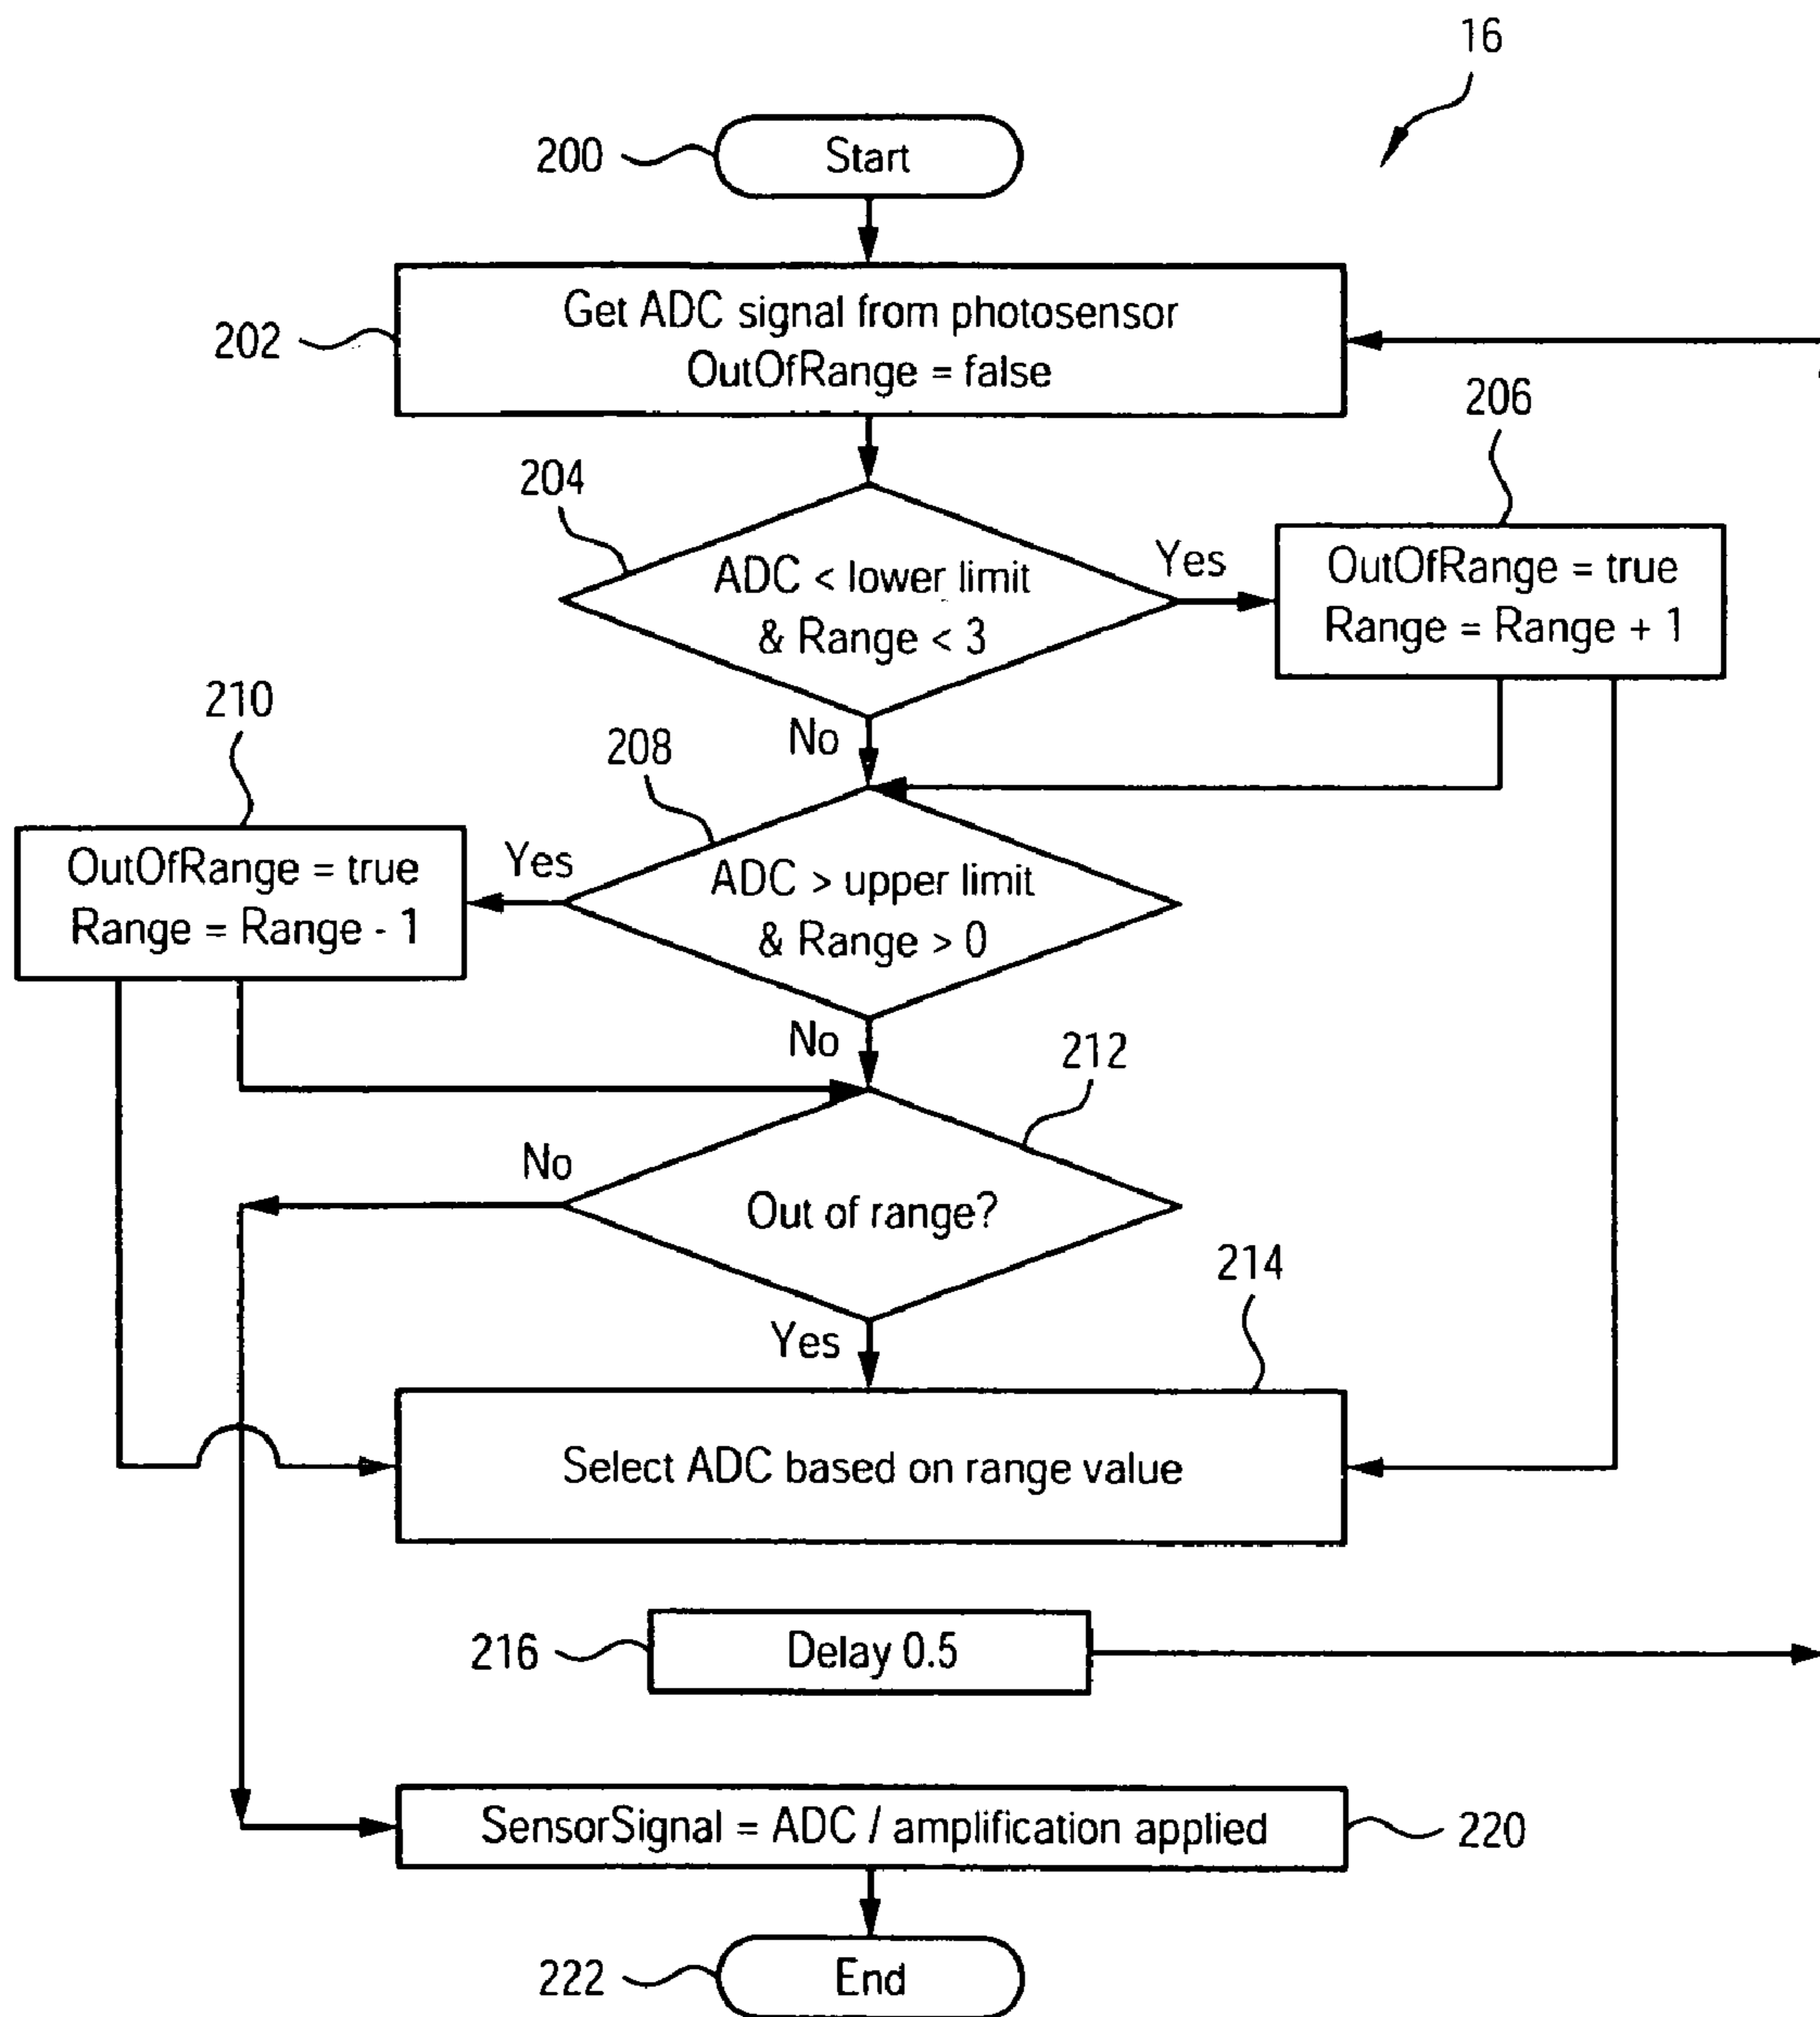 16
200
Start
202
Get ADC signal from photosensor
OutOfRange = false
204
ADC < lower limit
& Range < 3
Yes
206
OutOfRange = true
Range = Range + 1
No
208
ADC > upper limit
& Range > 0
Yes
210
OutOfRange = true
Range = Range - 1
No
212
Out of range?
No
Yes
214
Select ADC based on range value
216
Delay 0.5
SensorSignal = ADC / amplification applied
220
222
End